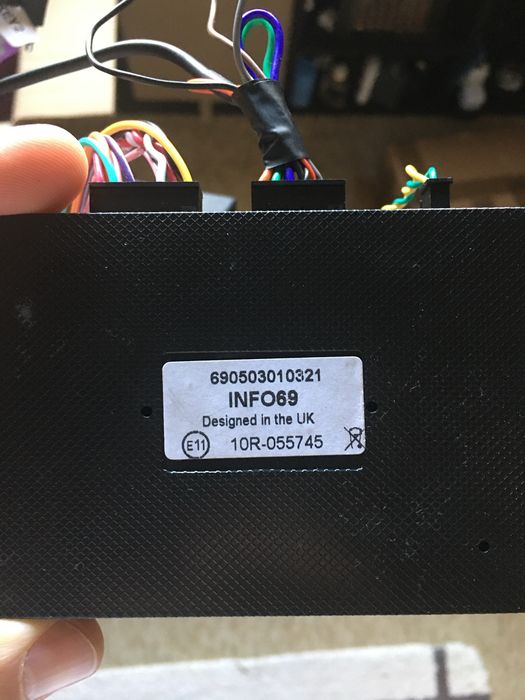 690503010321
INFO69
Designed in the UK
E11 10R-055745